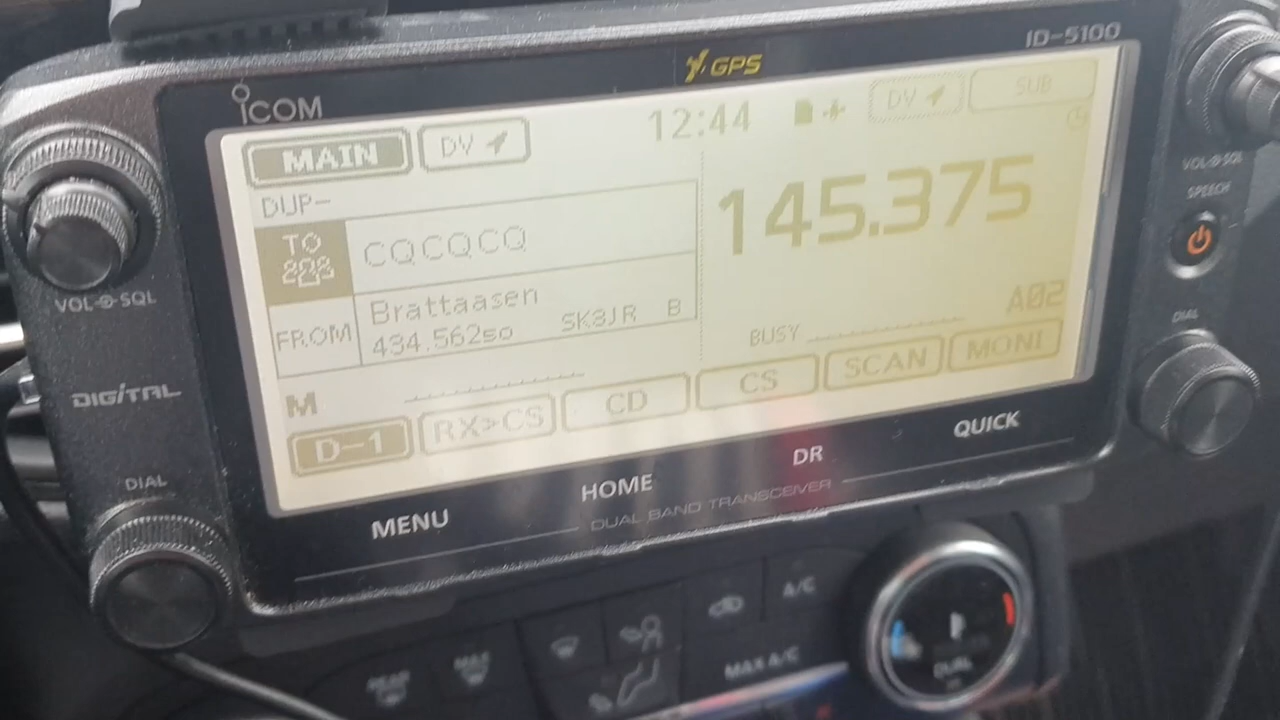 ICOM
GPS
ID-5100
MAIN
DV
12:44
DV
SUB
DUP-
TO
CQCQCQ
145.375
FROM
Brattaasen
434.562so SK3JR B
A02
BUSY
M
D-1
RX>CS
CD
CS
SCAN
MONI
MENU
HOME
DR
QUICK
DUAL BAND TRANSCEIVER
VOL SQL
DIGITAL
DIAL
VOL SQL
SPEECH
DIAL
A/C
MAX A/C
DUAL